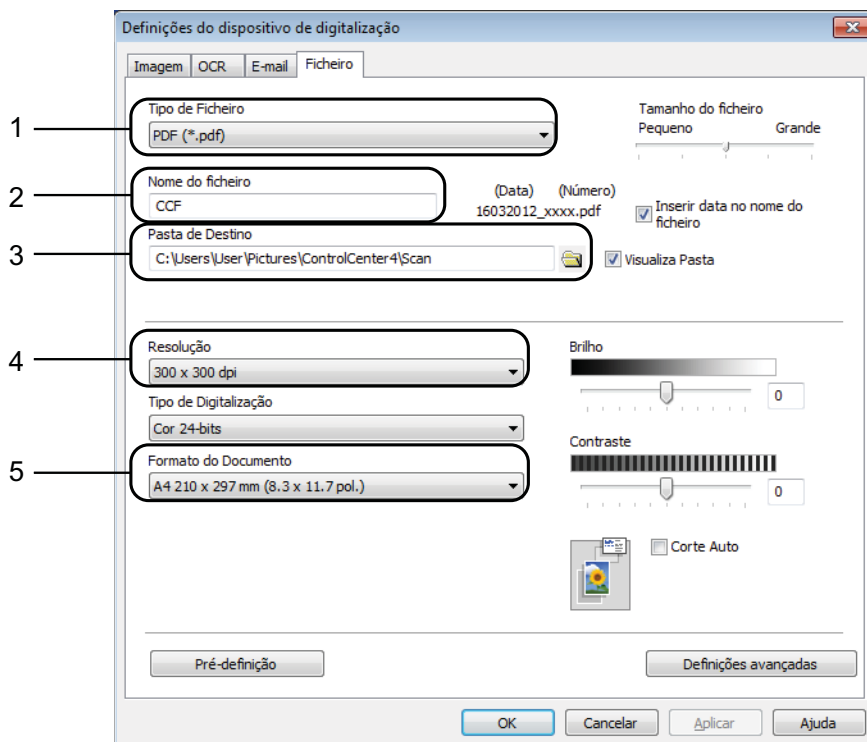 Definições do dispositivo de digitalização
Imagem OCR E-mail Ficheiro
1
Tipo de Ficheiro
PDF (*.pdf)
Tamanho do ficheiro
Pequeno Grande
2
Nome do ficheiro
CCF
(Data) (Número)
16032012_xxxx.pdf
Inserir data no nome do
ficheiro
3
Pasta de Destino
C:\Users\User\Pictures\ControlCenter4\Scan
Visualiza Pasta
4
Resolução
300 x 300 dpi
Brilho
0
Tipo de Digitalização
Cor 24-bits
Contraste
0
5
Formato do Documento
A4 210 x 297 mm (8.3 x 11.7 pol.)
Corte Auto
Pré-definição Definições avançadas
OK Cancelar Aplicar Ajuda